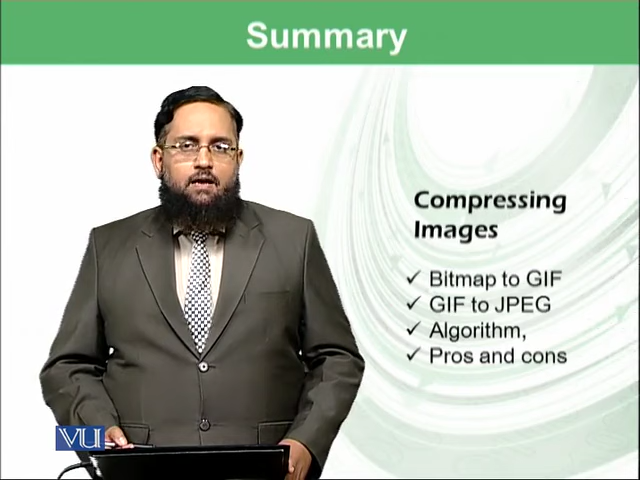 Summary
Compressing
Images
✓ Bitmap to GIF
✓ GIF to JPEG
✓ Algorithm,
✓ Pros and cons
VU